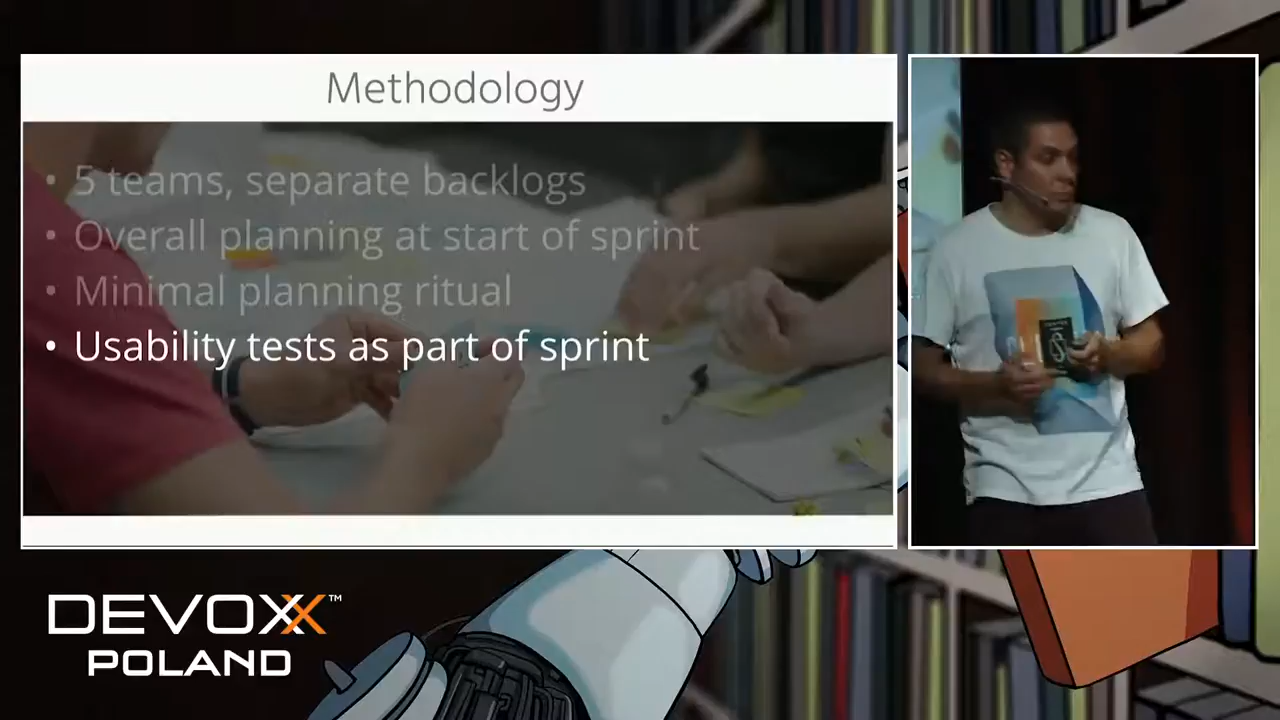 Methodology
• 5 teams, separate backlogs
• Overall planning at start of sprint
• Minimal planning ritual
• Usability tests as part of sprint
DEVOXX™
POLAND